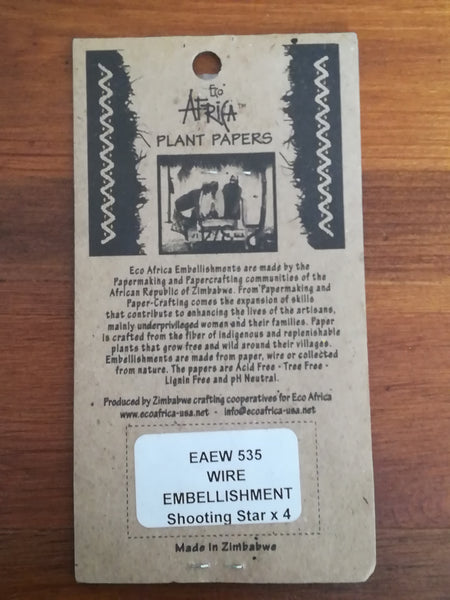 Eco
AFRICA™
PLANT PAPERS
Eco Africa Embellishments are made by the
Papermaking and Papercrafting communities of the
African Republic of Zimbabwe. From Papermaking and
Paper-Crafting comes the expansion of skills
that contribute to enhancing the lives of the artisans,
mainly underprivileged women and their families. Paper
is crafted from the fiber of indigenous and replenishable
plants that grow free and wild around their villages.
Embellishments are made from paper, wire or collected
from nature. The papers are Acid Free - Tree Free -
Lignin Free and pH Neutral.
Produced by Zimbabwe crafting cooperatives for Eco Africa
www.ecoafrica-usa.net - info@ecoafrica-usa.net
EAEW 535
WIRE
EMBELLISHMENT
Shooting Star x 4
Made in Zimbabwe